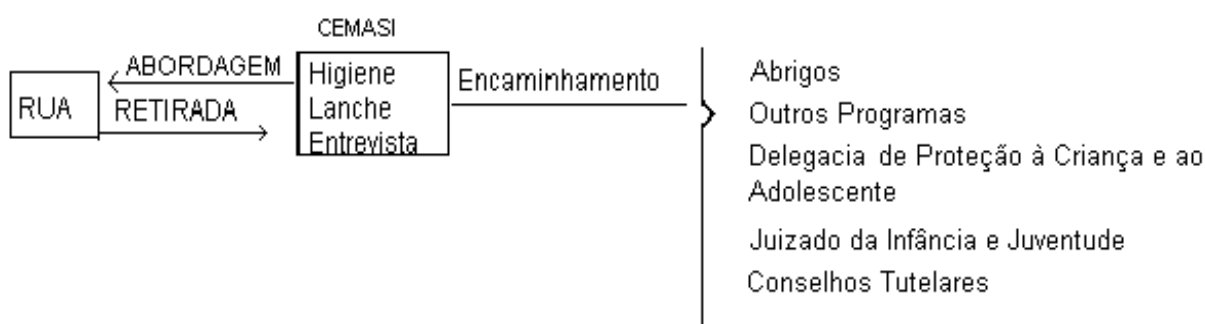 CEMASI
RUA
ABORDAGEM
RETIRADA
Higiene
Lanche
Entrevista
Encaminhamento
Abrigos
Outros Programas
Delegacia de Proteção à Criança e ao
Adolescente
Juizado da Infância e Juventude
Conselhos Tutelares